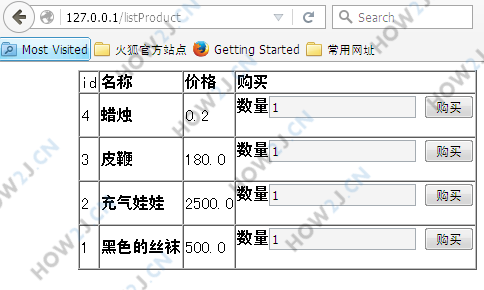 127.0.0.1/listProduct Search
Most Visited 火狐官方站点 Getting Started 常用网址
id 名称 价格 购买
4 蜡烛 0.2 数量 1 购买
3 皮鞭 180.0 数量 1 购买
2 充气娃娃 2500.0 数量 1 购买
1 黑色的丝袜 500.0 数量 1 购买
HOW2J.CN
HOW2J.CN
HOW2J.CN
HOW2J.CN
HOW2J.CN
HOW2J.CN